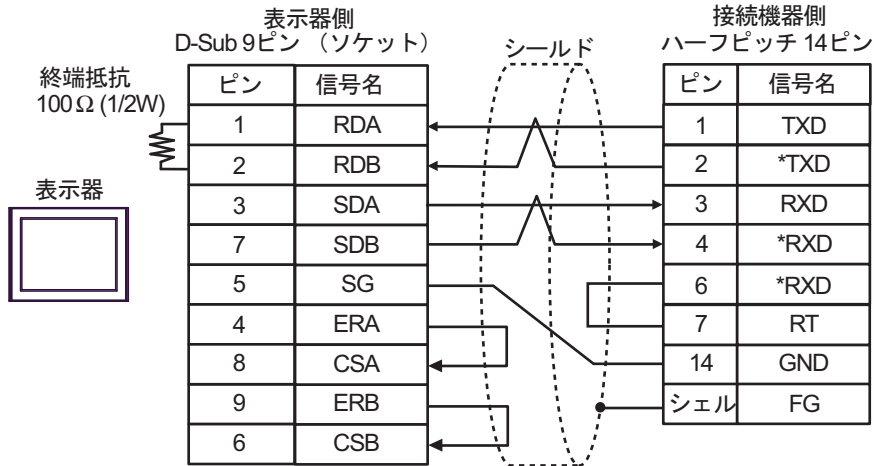 表示器側
D-Sub 9ピン （ソケット）
シールド
接続機器側
ハーフピッチ 14ピン
終端抵抗
100Ω (1/2W)
表示器
ピン 信号名
1 RDA
2 RDB
3 SDA
7 SDB
5 SG
4 ERA
8 CSA
9 ERB
6 CSB
ピン 信号名
1 TXD
2 *TXD
3 RXD
4 *RXD
6 *RXD
7 RT
14 GND
シェル FG